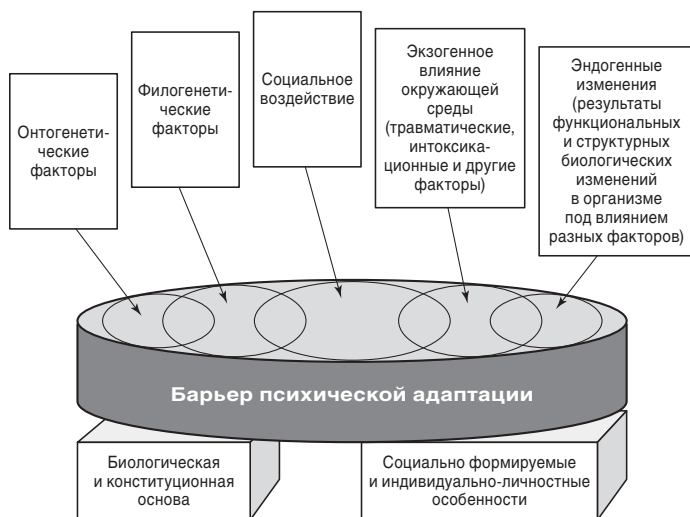 Онтогенети-
ческие
факторы
Филогенети-
ческие
факторы
Социальное
воздействие
Экзогенное
влияние
окружающей
среды
(травматические,
интоксика-
ционные и другие
факторы)
Эндогенные
изменения
(результаты
функциональных
и структурных
биологических
изменений
в организме
под влиянием
разных факторов)
Барьер психической адаптации
Биологическая
и конституционная
основа
Социально формируемые
и индивидуально-личностные
особенности